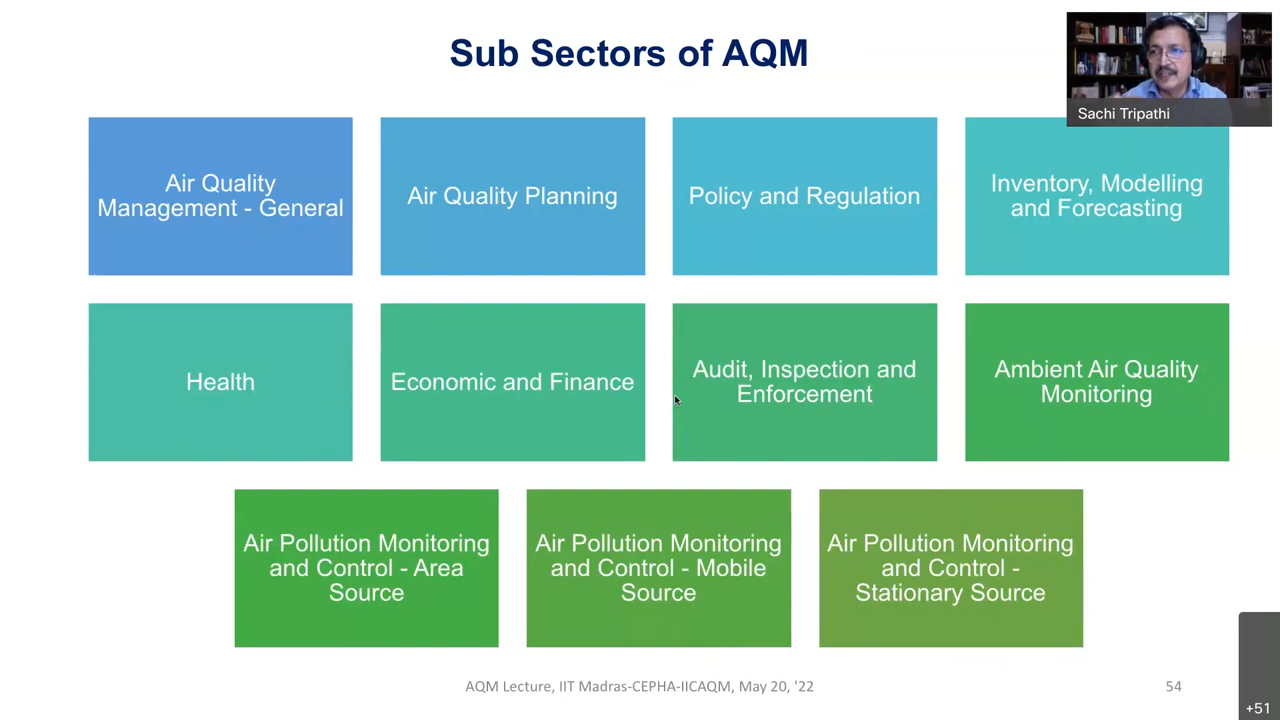 Sub Sectors of AQM
Sachi Tripathi
Air Quality
Management - General
Air Quality Planning
Policy and Regulation
Inventory, Modelling
and Forecasting
Health
Economic and Finance
Audit, Inspection and
Enforcement
Ambient Air Quality
Monitoring
Air Pollution Monitoring
and Control - Area
Source
Air Pollution Monitoring
and Control - Mobile
Source
Air Pollution Monitoring
and Control -
Stationary Source
AQM Lecture, IIT Madras-CEPHA-IICAQM, May 20, '22
54
+51